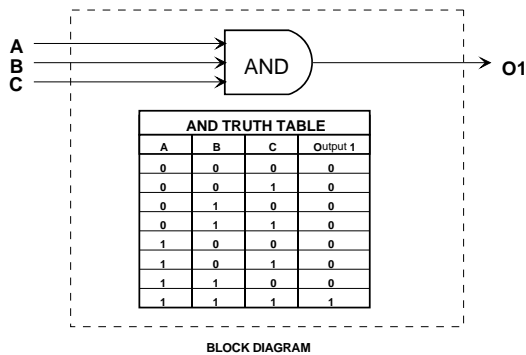 A
B
C
AND
O1
AND TRUTH TABLE
A B C Output 1
0 0 0 0
0 0 1 0
0 1 0 0
0 1 1 0
1 0 0 0
1 0 1 0
1 1 0 0
1 1 1 1
BLOCK DIAGRAM